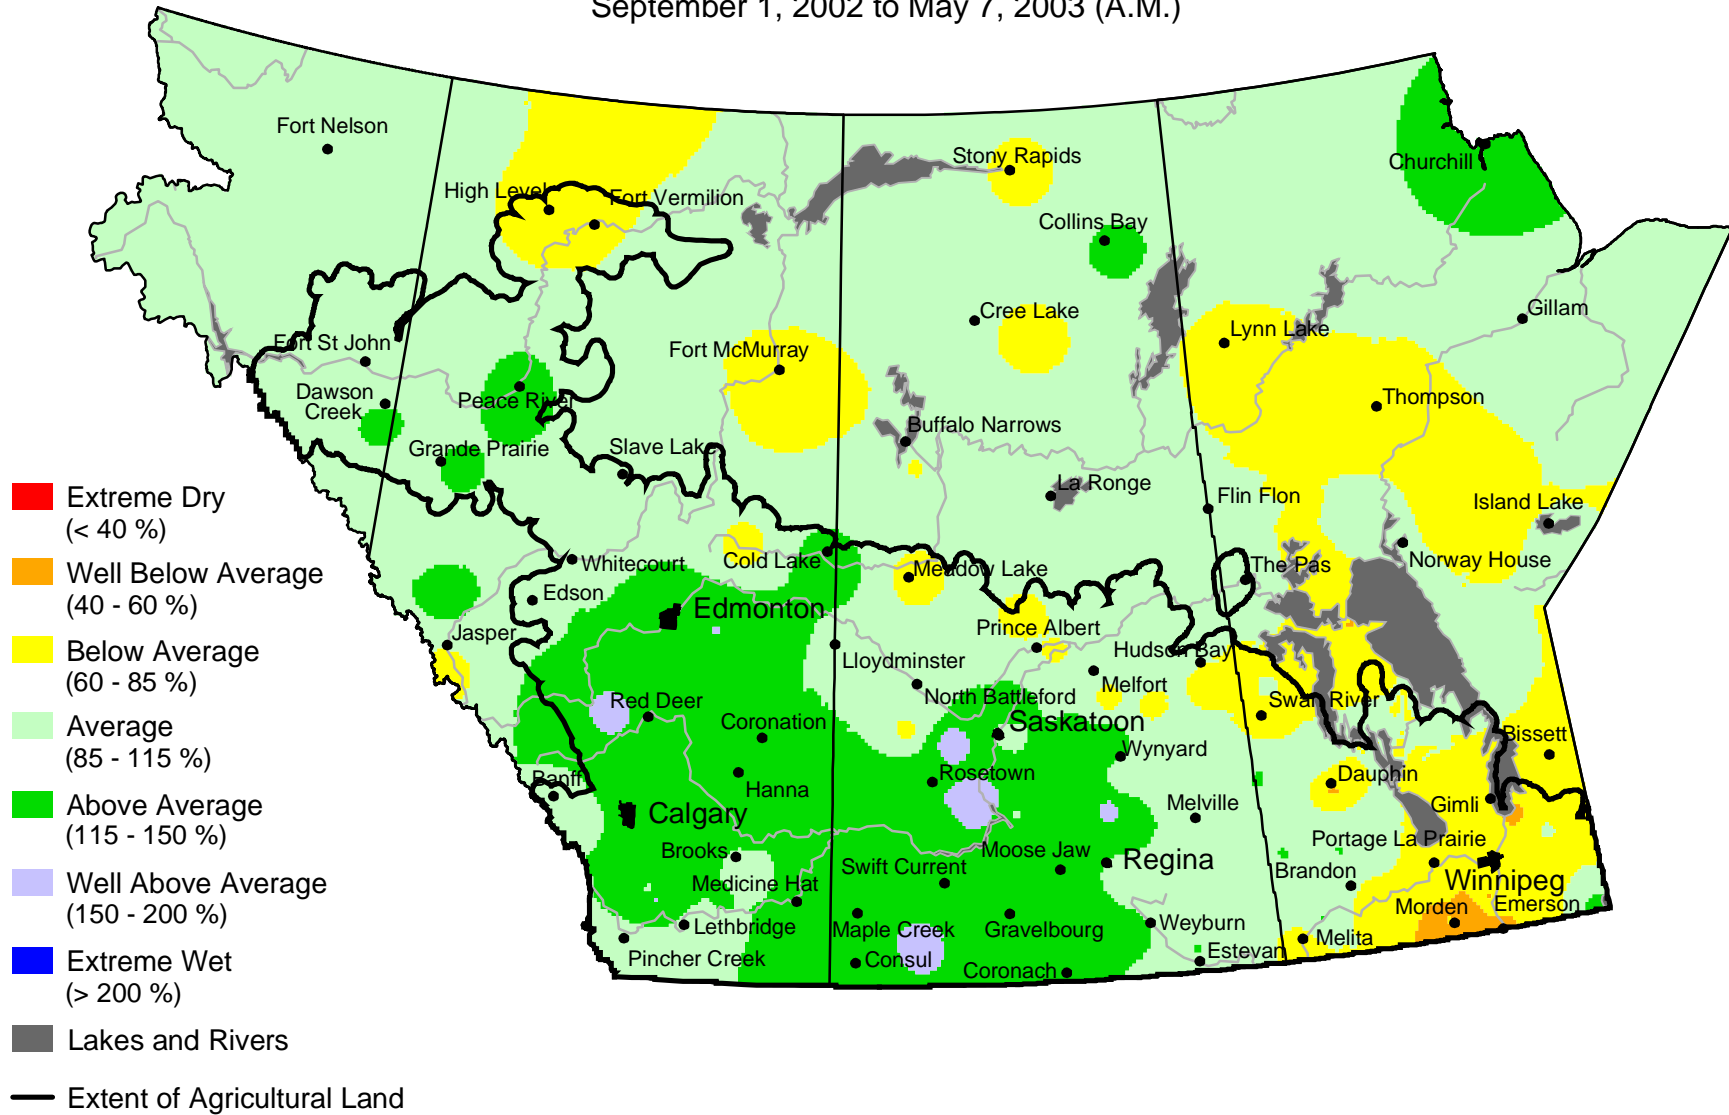 September 1, 2002 to May 7, 2003 (A.M.)
Fort Nelson
Stony Rapids
Churchill
High Level
Fort Vermilion
Collins Bay
Cree Lake
Gillam
Lynn Lake
Fort St John
Fort McMurray
Dawson
Creek
Peace River
Thompson
Buffalo Narrows
Grande Prairie
Slave Lake
La Ronge
Flin Flon
Island Lake
Extreme Dry
(< 40 %)
Whitecourt
Cold Lake
Meadow Lake
The Pas
Norway House
Well Below Average
(40 - 60 %)
Edson
Edmonton
Jasper
Prince Albert
Hudson Bay
Below Average
(60 - 85 %)
Lloydminster
North Battleford
Melfort
Swan River
Red Deer
Coronation
Saskatoon
Average
(85 - 115 %)
Wynyard
Bissett
Banff
Hanna
Rosetown
Dauphin
Above Average
(115 - 150 %)
Calgary
Melville
Gimli
Brooks
Swift Current
Moose Jaw
Regina
Portage La Prairie
Medicine Hat
Brandon
Winnipeg
Well Above Average
(150 - 200 %)
Lethbridge
Maple Creek
Gravelbourg
Weyburn
Morden
Emerson
Pincher Creek
Consul
Coronach
Estevan
Melita
Extreme Wet
(> 200 %)
Lakes and Rivers
Extent of Agricultural Land